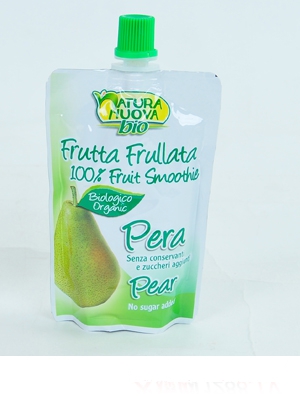 NATURA
NUOVA
bio
Frutta Frullata
100% Fruit Smoothie
Biologico
Organic
Pera
Senza conservanti
e zuccheri aggiunti
Pear
No sugar added